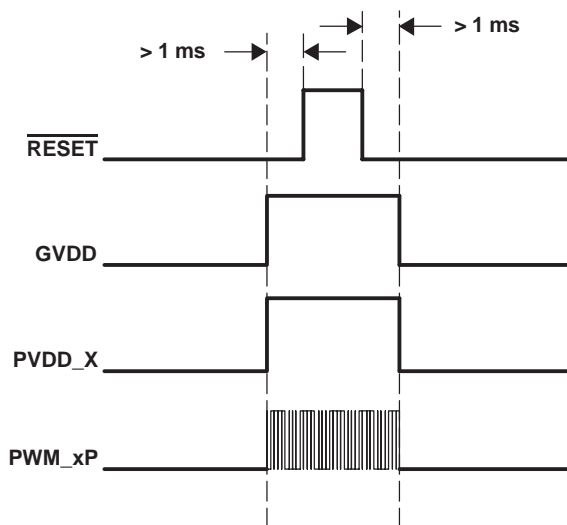 > 1 ms
> 1 ms
RESET
GVDD
PVDD_X
PWM_xP